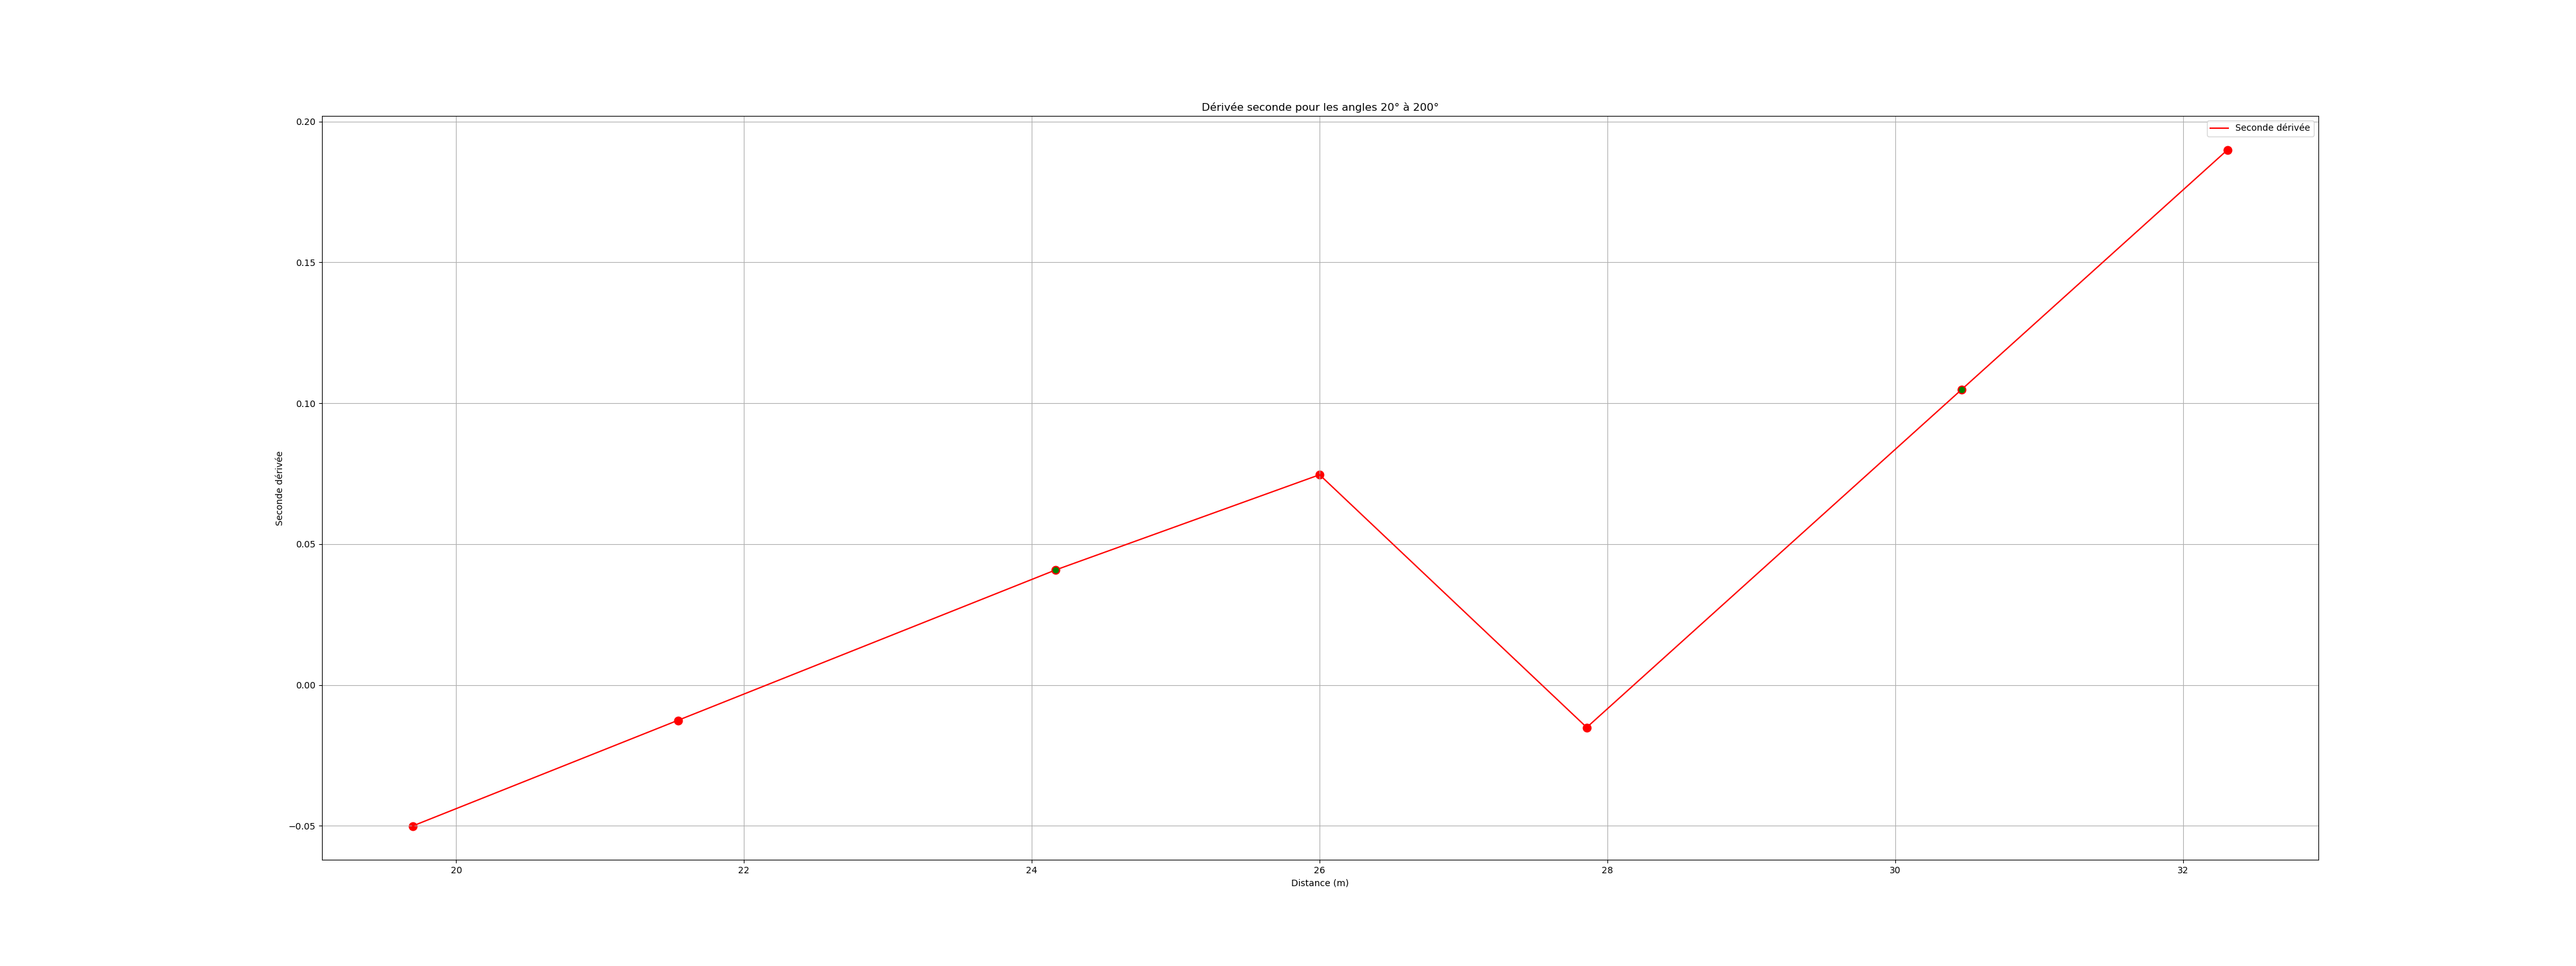 Dérivée seconde pour les angles 20° à 200°
Seconde dérivée
0.20
0.15
0.10
0.05
0.00
−0.05
Seconde dérivée
20 22 24 26 28 30 32
Distance (m)